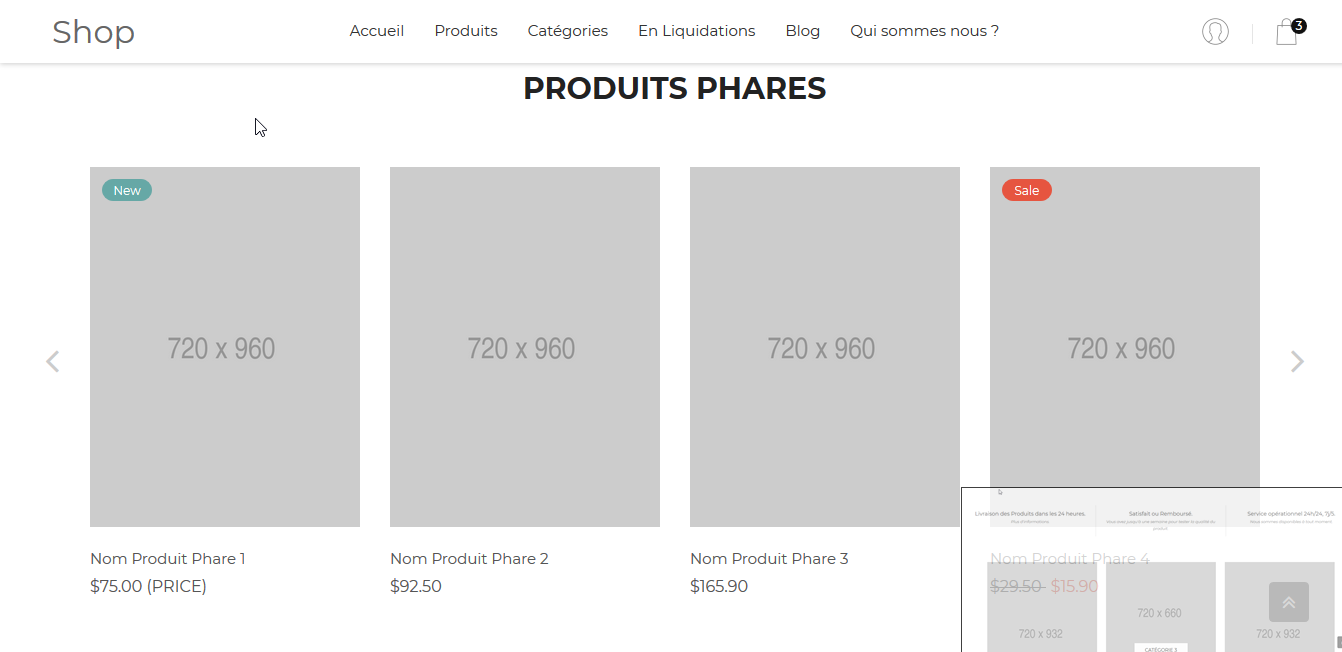 Shop
Accueil Produits Catégories En Liquidations Blog Qui sommes nous ?
3
PRODUITS PHARES
New
Sale
720 x 960 720 x 960 720 x 960 720 x 960
Nom Produit Phare 1 Nom Produit Phare 2 Nom Produit Phare 3 Nom Produit Phare 4
$75.00 (PRICE) $92.50 $165.90 $29.50 $15.90
Livraison des Produits dans les 24 heures. Satisfait ou Remboursé. Service opérationnel 24h/24, 7j/5.
Plus d'informations
produit
720 x 660
720 x 932 720 x 932
CATÉGORIE 3